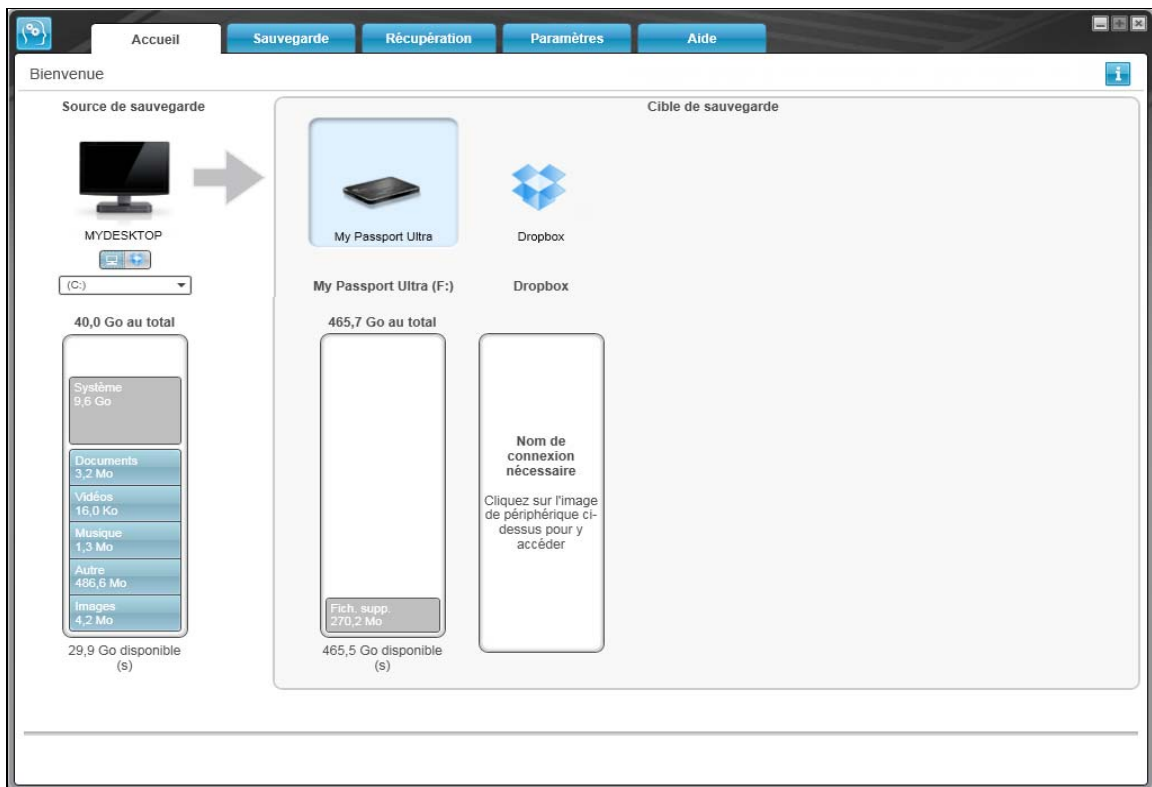 Accueil
Sauvegarde
Récupération
Paramètres
Aide
Bienvenue
Source de sauvegarde
MYDESKTOP
(C:)
40,0 Go au total
Système
9,6 Go
Documents
3,2 Mo
Vidéos
16,0 Ko
Musique
1,3 Mo
Autre
486,6 Mo
Images
4,2 Mo
29,9 Go disponible
(s)
Cible de sauvegarde
My Passport Ultra
Dropbox
My Passport Ultra (F:)
Dropbox
465,7 Go au total
Fich. supp.
270,2 Mo
465,5 Go disponible
(s)
Nom de
connexion
nécessaire
Cliquez sur l'image
de périphérique ci-
dessus pour y
accéder